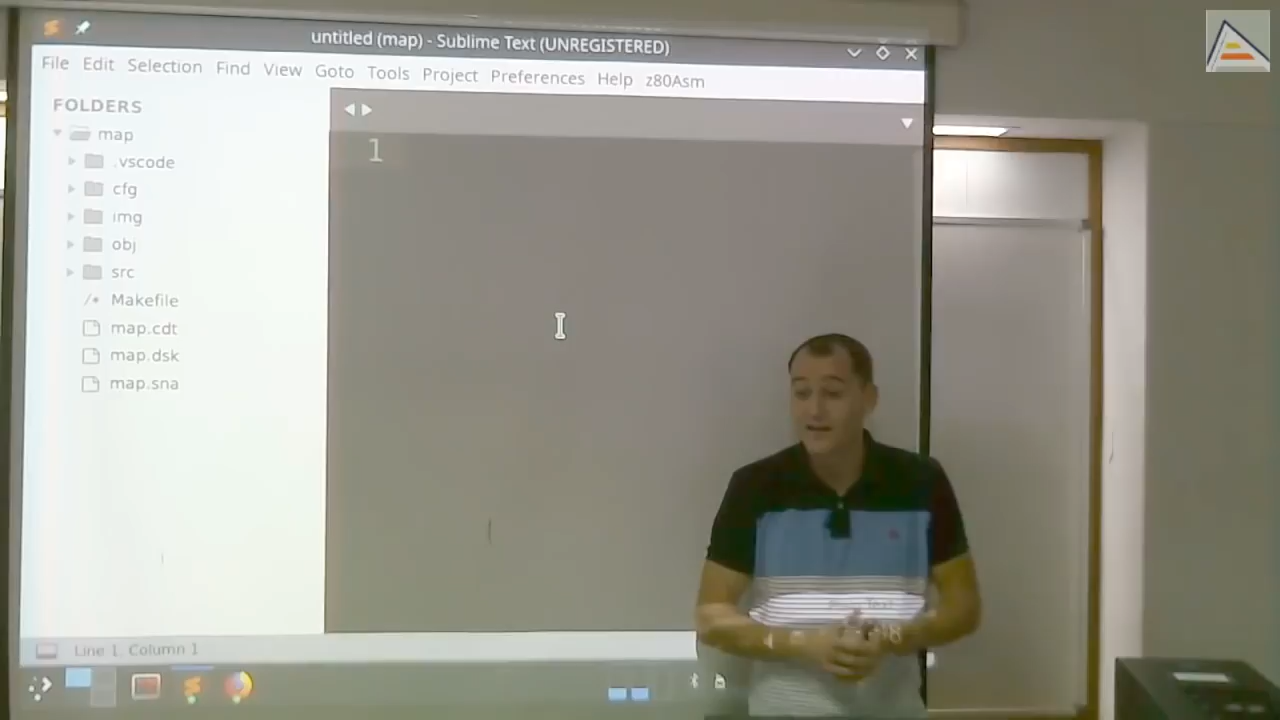 untitled (map) - Sublime Text (UNREGISTERED)
File Edit Selection Find View Goto Tools Project Preferences Help z80Asm
FOLDERS
map
.vscode
cfg
img
obj
src
/* Makefile
map.cdt
map.dsk
map.sna
1
Line 1, Column 1